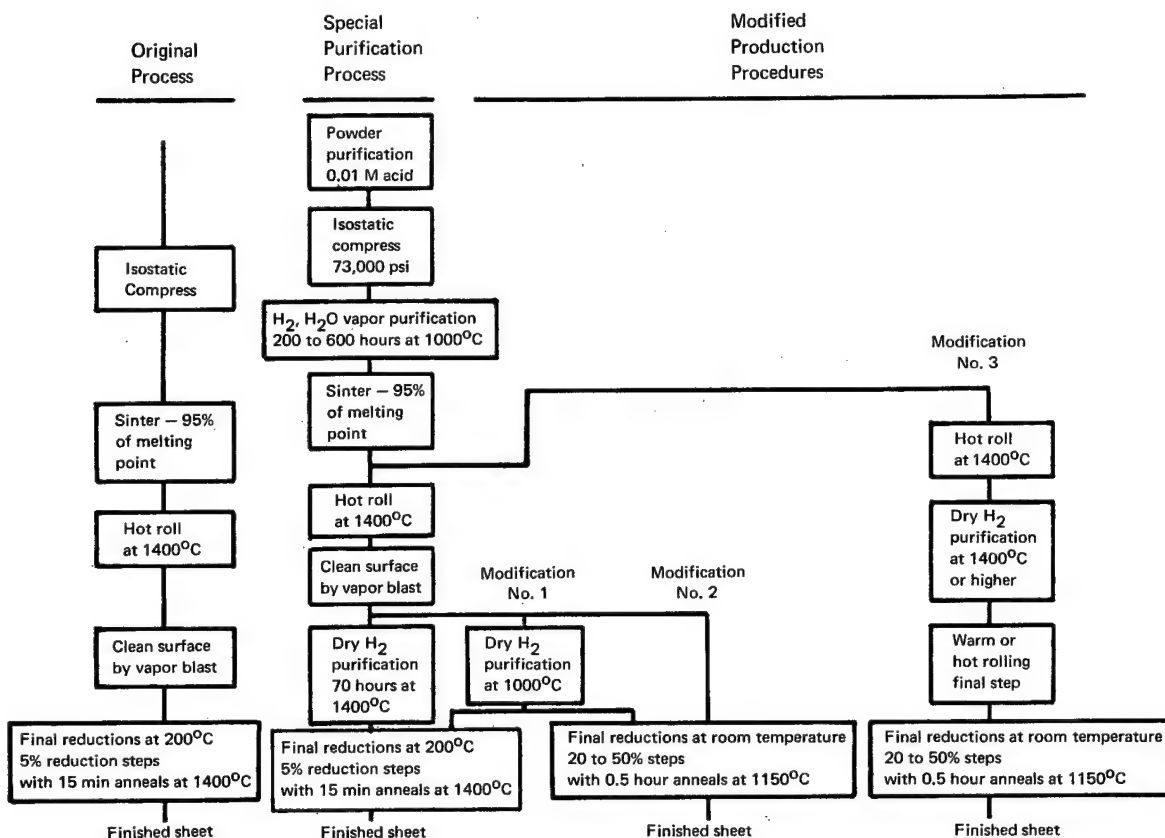 Original
Process
Special
Purification
Process
Modified
Production
Procedures
Powder
purification
0.01 M acid
Isostatic
compress
73,000 psi
Isostatic
Compress
H2, H2O vapor purification
200 to 600 hours at 1000°C
Modification
No. 3
Sinter – 95%
of melting
point
Sinter – 95%
of melting
point
Hot roll
at 1400°C
Hot roll
at 1400°C
Hot roll
at 1400°C
Dry H2
purification
at 1400°C
or higher
Clean surface
by vapor blast
Modification
No. 1
Modification
No. 2
Clean surface
by vapor blast
Dry H2
purification
70 hours at
1400°C
Dry H2
purification
at 1000°C
Warm or
hot rolling
final step
Final reductions at 200°C
5% reduction steps
with 15 min anneals at 1400°C
Final reductions at 200°C
5% reduction steps
with 15 min anneals at 1400°C
Final reductions at room temperature
20 to 50% steps
with 0.5 hour anneals at 1150°C
Final reductions at room temperature
20 to 50% steps
with 0.5 hour anneals at 1150°C
Finished sheet
Finished sheet
Finished sheet
Finished sheet